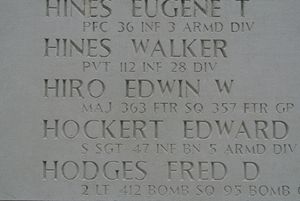 HINES EUGENE T
PFC 36 INF 3 ARMD DIV
HINES WALKER
PVT 112 INF 28 DIV
HIRO EDWIN W
MAJ 363 FTR SQ 357 FTR GP
HOCKERT EDWARD
S SGT 47 INF BN 5 ARMD DIV
HODGES FRED D
2 LT 412 BOMB SQ 95 BOMB